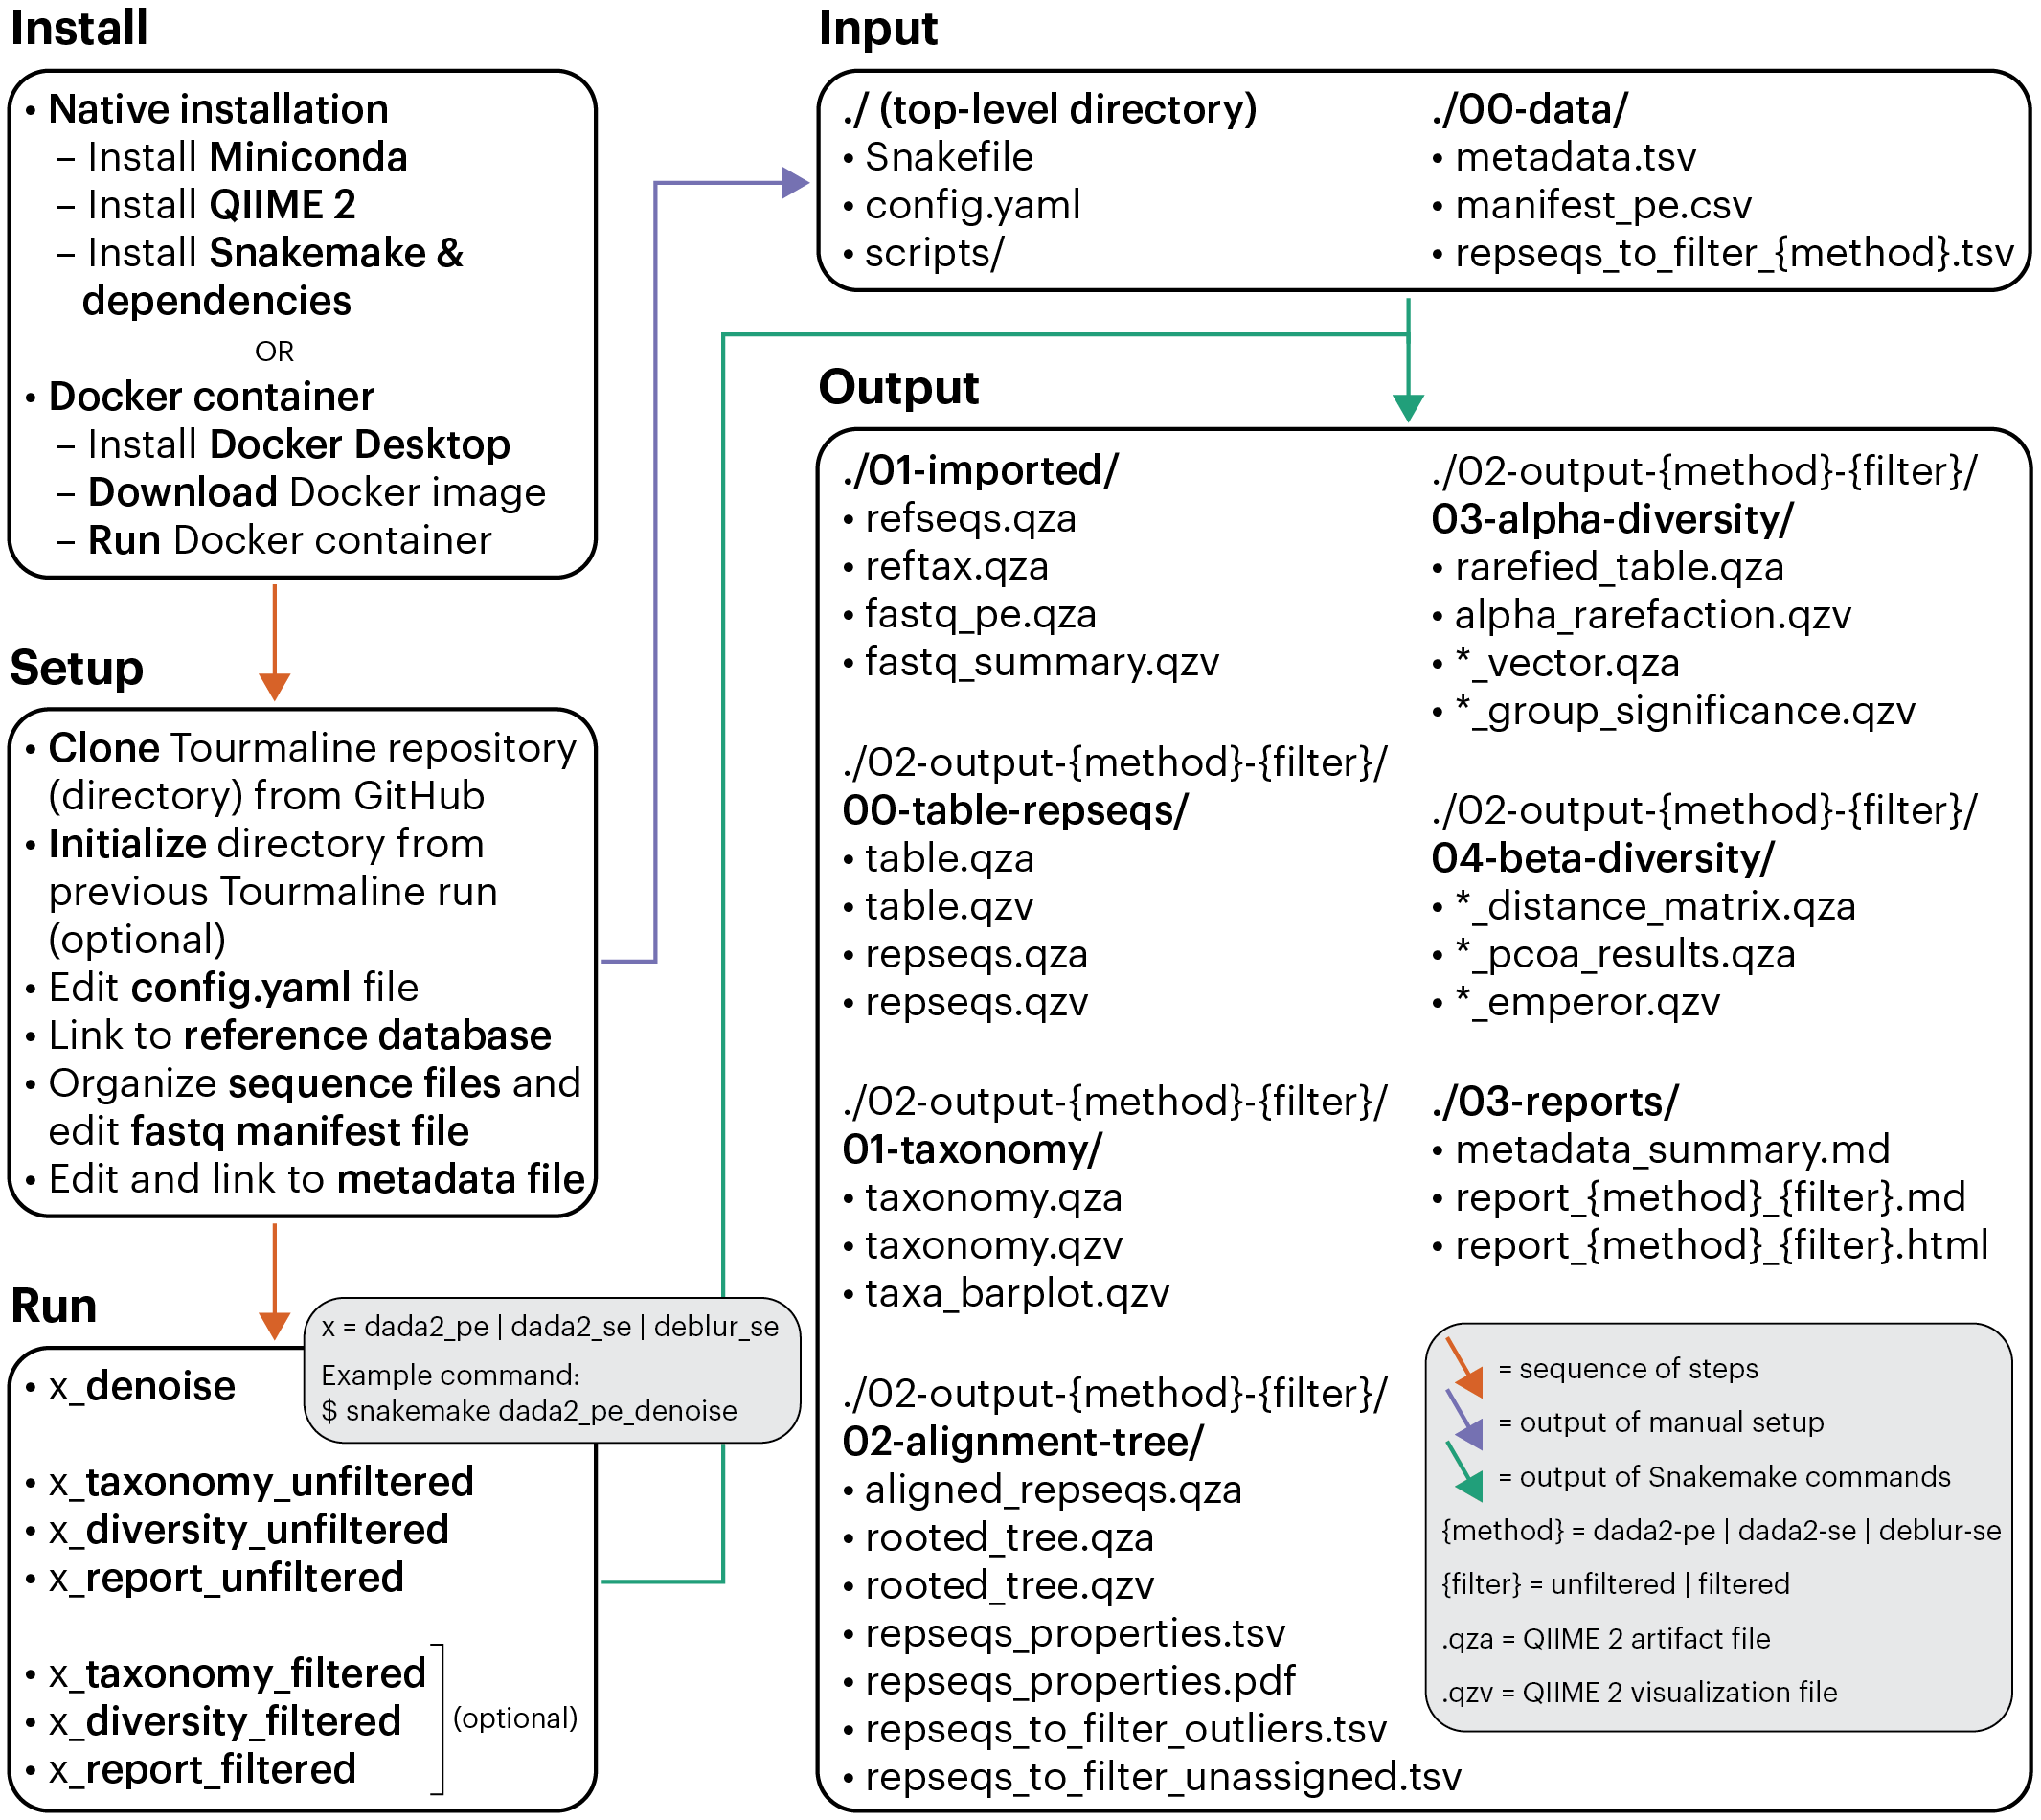 Install
• Native installation
– Install Miniconda
– Install QIIME 2
– Install Snakemake &
dependencies
OR
• Docker container
– Install Docker Desktop
– Download Docker image
– Run Docker container
Setup
• Clone Tourmaline repository
(directory) from GitHub
• Initialize directory from
previous Tourmaline run
(optional)
• Edit config.yaml file
• Link to reference database
• Organize sequence files and
edit fastq manifest file
• Edit and link to metadata file
Run
x = dada2_pe | dada2_se | deblur_se
Example command:
$ snakemake dada2_pe_denoise
• x_denoise
• x_taxonomy_unfiltered
• x_diversity_unfiltered
• x_report_unfiltered
• x_taxonomy_filtered
• x_diversity_filtered
• x_report_filtered
(optional)
Input
./ (top-level directory)
• Snakefile
• config.yaml
• scripts/
./00-data/
• metadata.tsv
• manifest_pe.csv
• repseqs_to_filter_{method}.tsv
Output
./01-imported/
• refseqs.qza
• reftax.qza
• fastq_pe.qza
• fastq_summary.qzv
./02-output-{method}-{filter}/
00-table-repseqs/
• table.qza
• table.qzv
• repseqs.qza
• repseqs.qzv
./02-output-{method}-{filter}/
01-taxonomy/
• taxonomy.qza
• taxonomy.qzv
• taxa_barplot.qzv
./02-output-{method}-{filter}/
02-alignment-tree/
• aligned_repseqs.qza
• rooted_tree.qza
• rooted_tree.qzv
• repseqs_properties.tsv
• repseqs_properties.pdf
• repseqs_to_filter_outliers.tsv
• repseqs_to_filter_unassigned.tsv
./02-output-{method}-{filter}/
03-alpha-diversity/
• rarefied_table.qza
• alpha_rarefaction.qzv
• *_vector.qza
• *_group_significance.qzv
./02-output-{method}-{filter}/
04-beta-diversity/
• *_distance_matrix.qza
• *_pcoa_results.qza
• *_emperor.qzv
./03-reports/
• metadata_summary.md
• report_{method}_{filter}.md
• report_{method}_{filter}.html
= sequence of steps
= output of manual setup
= output of Snakemake commands
{method} = dada2-pe | dada2-se | deblur-se
{filter} = unfiltered | filtered
.qza = QIIME 2 artifact file
.qzv = QIIME 2 visualization file